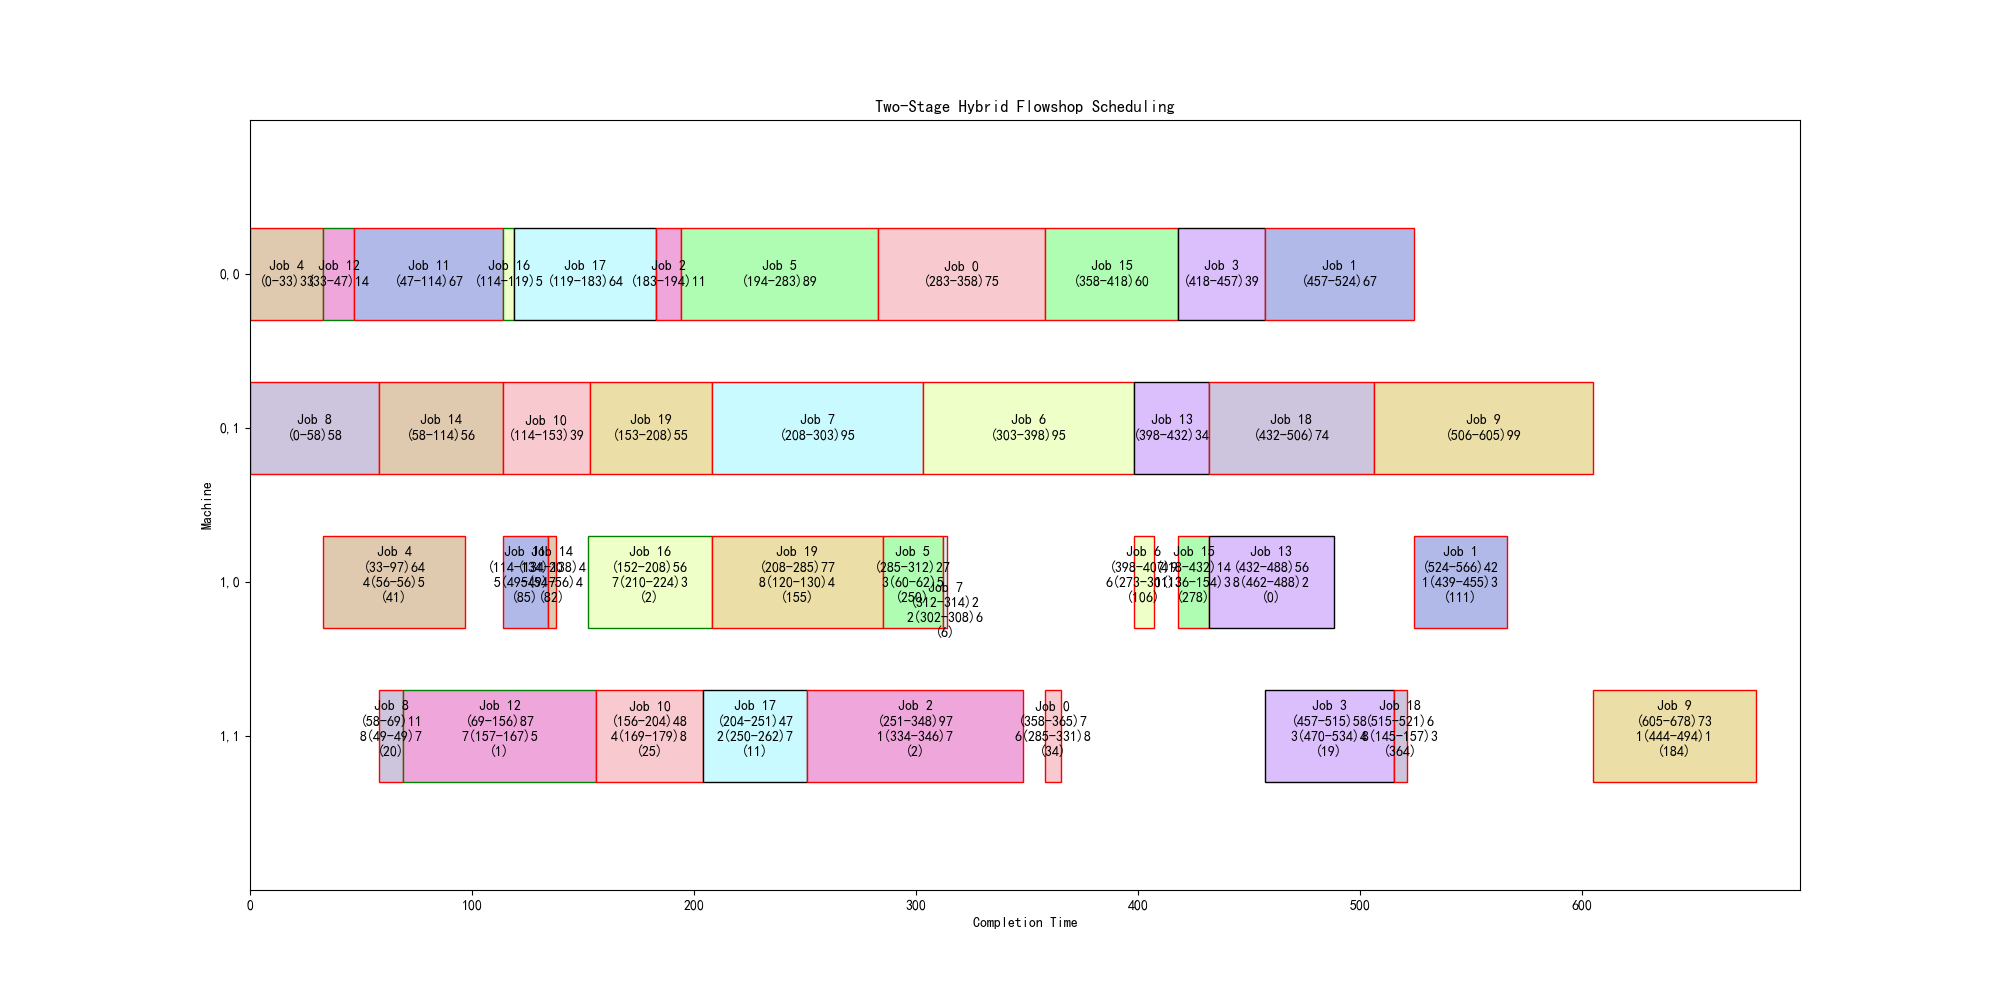 Two-Stage Hybrid Flowshop Scheduling
0,0
Job 4
(0-33)33
Job 12
(33-47)14
Job 11
(47-114)67
Job 16
(114-119)5
Job 17
(119-183)64
Job 2
(183-194)11
Job 5
(194-283)89
Job 0
(283-358)75
Job 15
(358-418)60
Job 3
(418-457)39
Job 1
(457-524)67
0,1
Job 8
(0-58)58
Job 14
(58-114)56
Job 10
(114-153)39
Job 19
(153-208)55
Job 7
(208-303)95
Job 6
(303-398)95
Job 13
(398-432)34
Job 18
(432-506)74
Job 9
(506-605)99
Machine
1,0
Job 4
(33-97)64
4(56-56)5
(41)
Job 11
(85)
Job 14
(134-138)4
(82)
Job 16
(152-208)56
7(210-224)3
(2)
Job 19
(208-285)77
8(120-130)4
(155)
Job 5
(285-312)27
3(60-62)5
(250)
Job 7
(312-314)2
2(302-308)6
(6)
Job 6
(398-407)9
(106)
Job 15
(418-432)14
(136-154)3
(278)
Job 13
(432-488)56
8(462-488)2
(0)
Job 1
(524-566)42
1(439-455)3
(111)
1,1
Job 8
(58-69)11
8(49-49)7
(20)
Job 12
(69-156)87
7(157-167)5
(1)
Job 10
(156-204)48
4(169-179)8
(25)
Job 17
(204-251)47
2(250-262)7
(11)
Job 2
(251-348)97
1(334-346)7
(2)
Job 0
(358-365)7
6(285-331)8
(34)
Job 3
(457-515)58
3(470-534)4
(19)
Job 18
(515-521)6
8(145-157)3
(364)
Job 9
(605-678)73
1(444-494)1
(184)
0
100
200
300
400
500
600
Completion Time